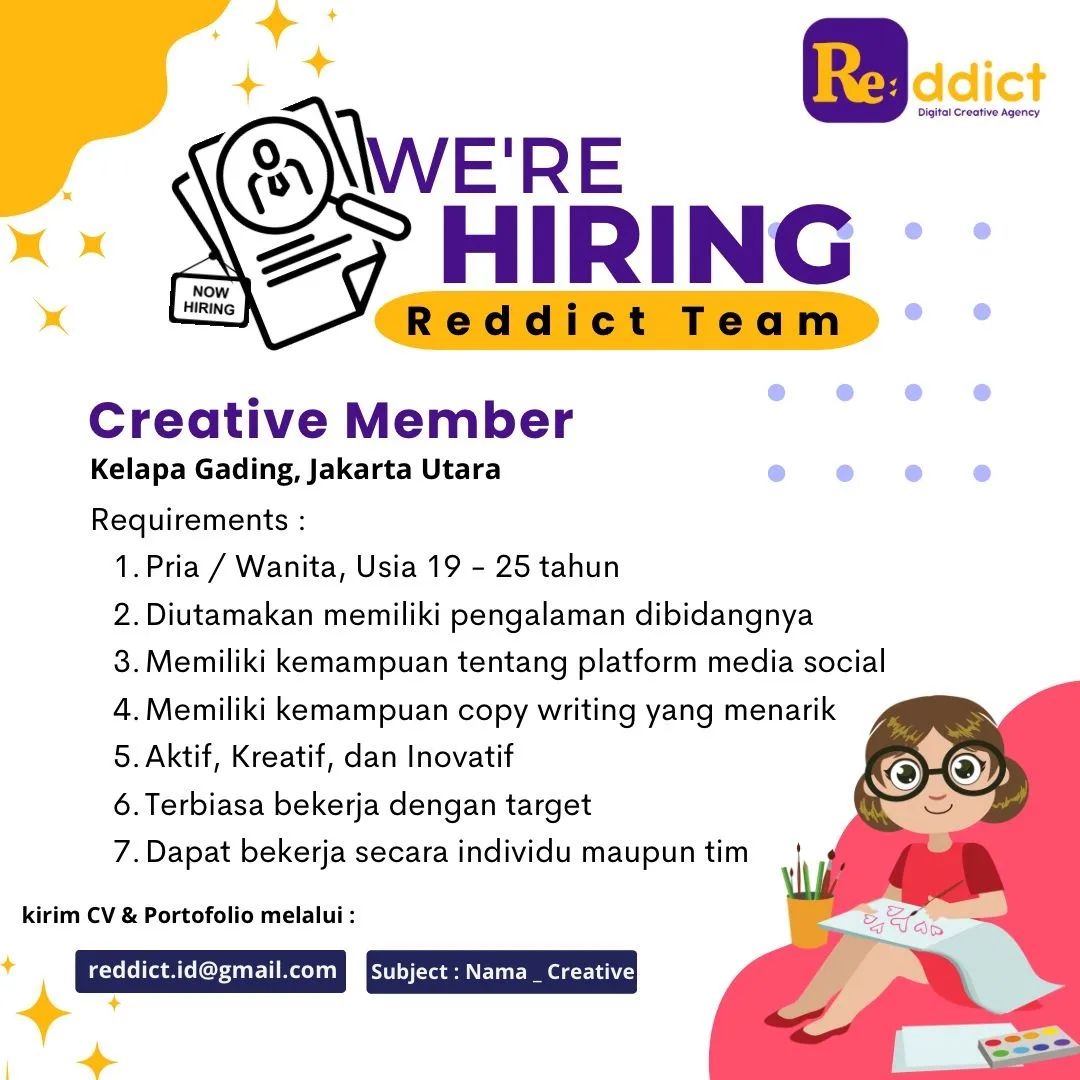 Re:ddict
Digital Creative Agency
WE'RE
HIRING
NOW
HIRING
Reddict Team
Creative Member
Kelapa Gading, Jakarta Utara
Requirements :
1. Pria / Wanita, Usia 19 - 25 tahun
2. Diutamakan memiliki pengalaman dibidangnya
3. Memiliki kemampuan tentang platform media social
4. Memiliki kemampuan copy writing yang menarik
5. Aktif, Kreatif, dan Inovatif
6. Terbiasa bekerja dengan target
7. Dapat bekerja secara individu maupun tim
kirim CV & Portofolio melalui :
reddict.id@gmail.com
Subject : Nama _ Creative